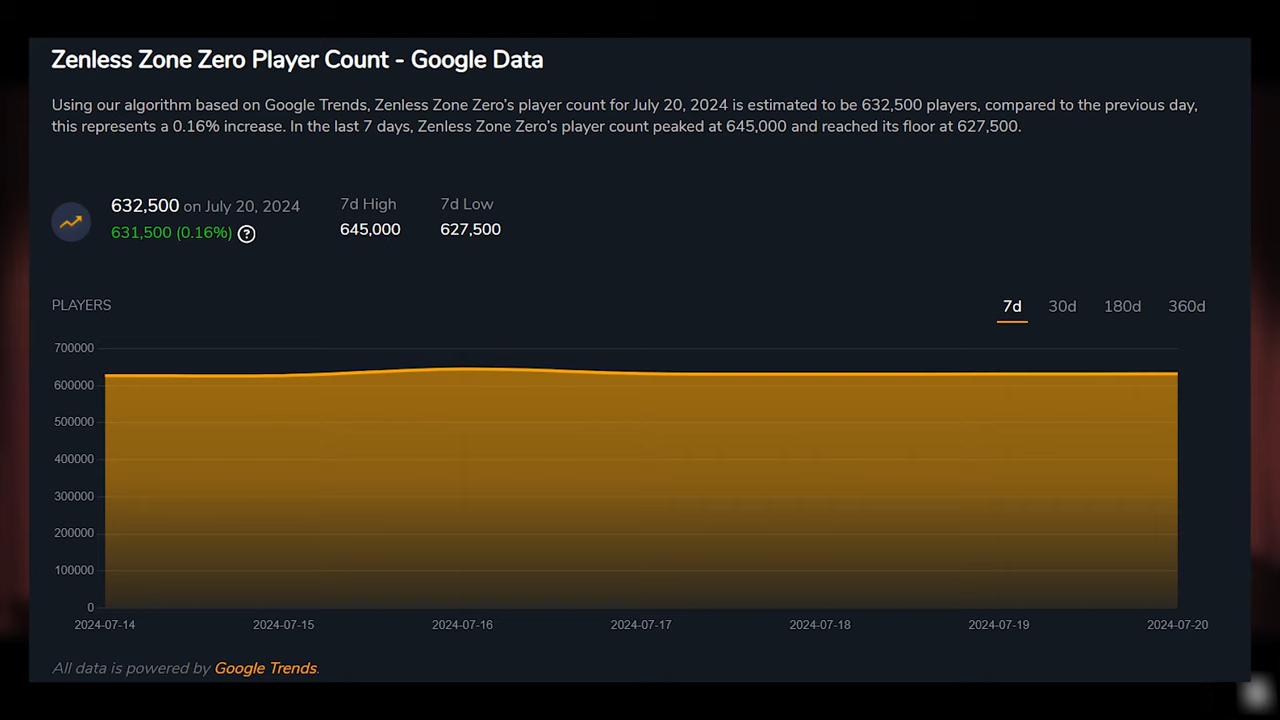 Zenless Zone Zero Player Count - Google Data
Using our algorithm based on Google Trends, Zenless Zone Zero's player count for July 20, 2024 is estimated to be 632,500 players, compared to the previous day,
this represents a 0.16% increase. In the last 7 days, Zenless Zone Zero's player count peaked at 645,000 and reached its floor at 627,500.
632,500 on July 20, 2024
631,500 (0.16%) ?
7d High
645,000
7d Low
627,500
PLAYERS
7d 30d 180d 360d
700000
600000
500000
400000
300000
200000
100000
0
2024-07-14 2024-07-15 2024-07-16 2024-07-17 2024-07-18 2024-07-19 2024-07-20
All data is powered by Google Trends.